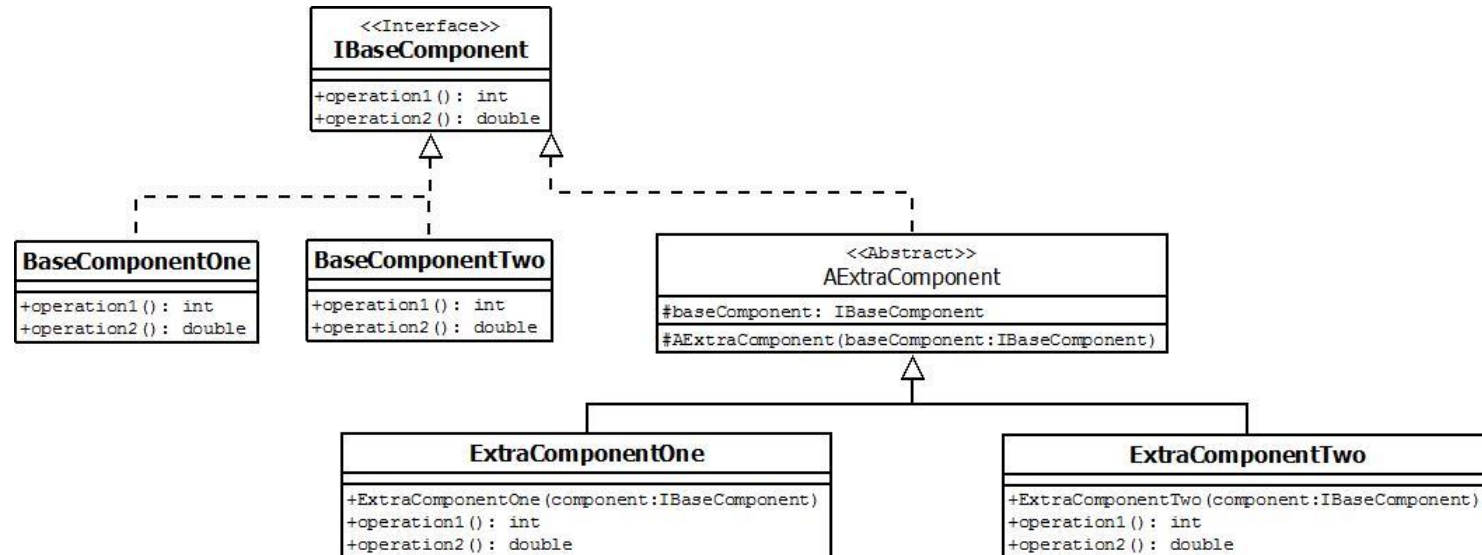 <<Interface>>
IBaseComponent
+operation1(): int
+operation2(): double
BaseComponentOne
+operation1(): int
+operation2(): double
BaseComponentTwo
+operation1(): int
+operation2(): double
<<Abstract>>
AExtraComponent
#baseComponent: IBaseComponent
#AExtraComponent(baseComponent:IBaseComponent)
ExtraComponentOne
+ExtraComponentOne(component:IBaseComponent)
+operation1(): int
+operation2(): double
ExtraComponentTwo
+ExtraComponentTwo(component:IBaseComponent)
+operation1(): int
+operation2(): double